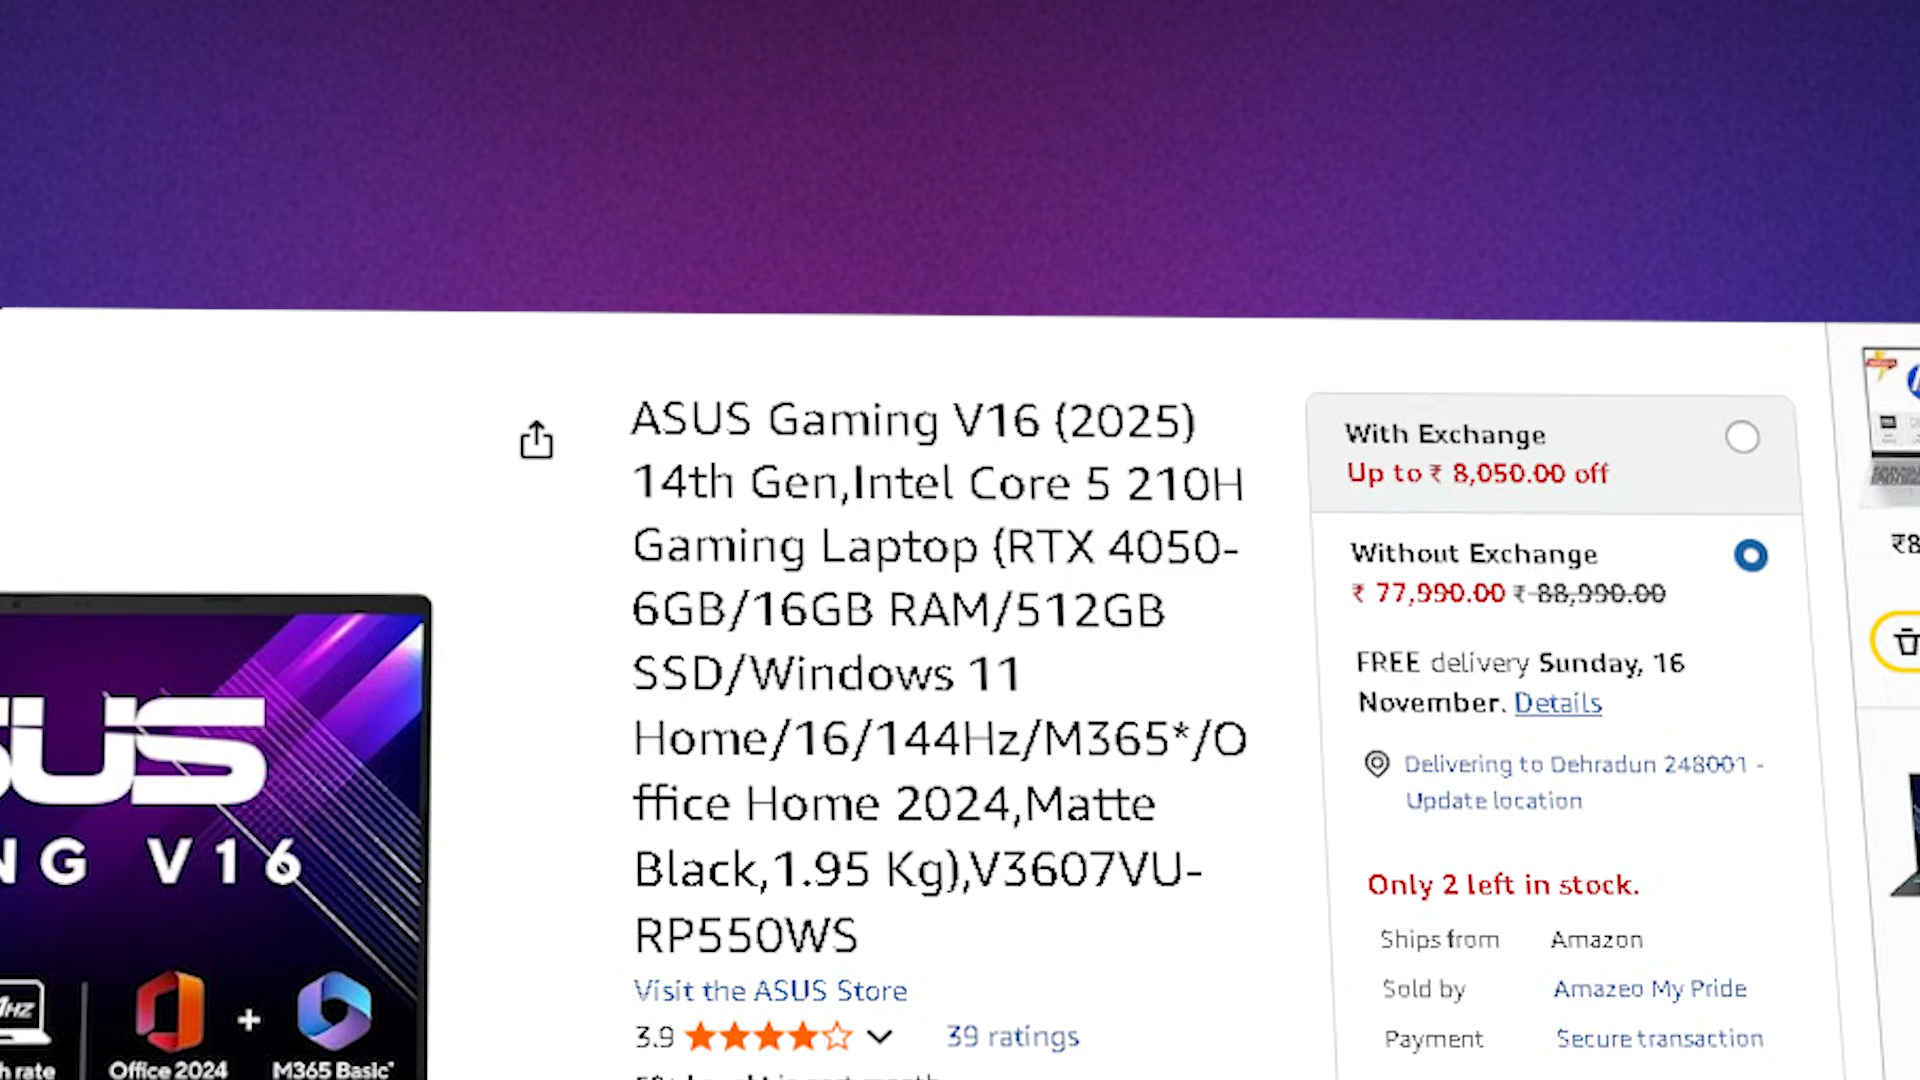 ASUS Gaming V16 (2025)
14th Gen,Intel Core 5 210H
Gaming Laptop (RTX 4050-
6GB/16GB RAM/512GB
SSD/Windows 11
Home/16/144Hz/M365*/O
ffice Home 2024,Matte
Black,1.95 Kg),V3607VU-
RP550WS
Visit the ASUS Store
3.9
39 ratings
With Exchange
Up to ₹ 8,050.00 off
Without Exchange
₹ 77,990.00 ₹ 88,990.00
FREE delivery Sunday, 16
November. Details
Delivering to Dehradun 248001 -
Update location
Only 2 left in stock.
Ships from Amazon
Sold by Amazeo My Pride
Payment Secure transaction
V16
Office 2024
+
M365 Basic*